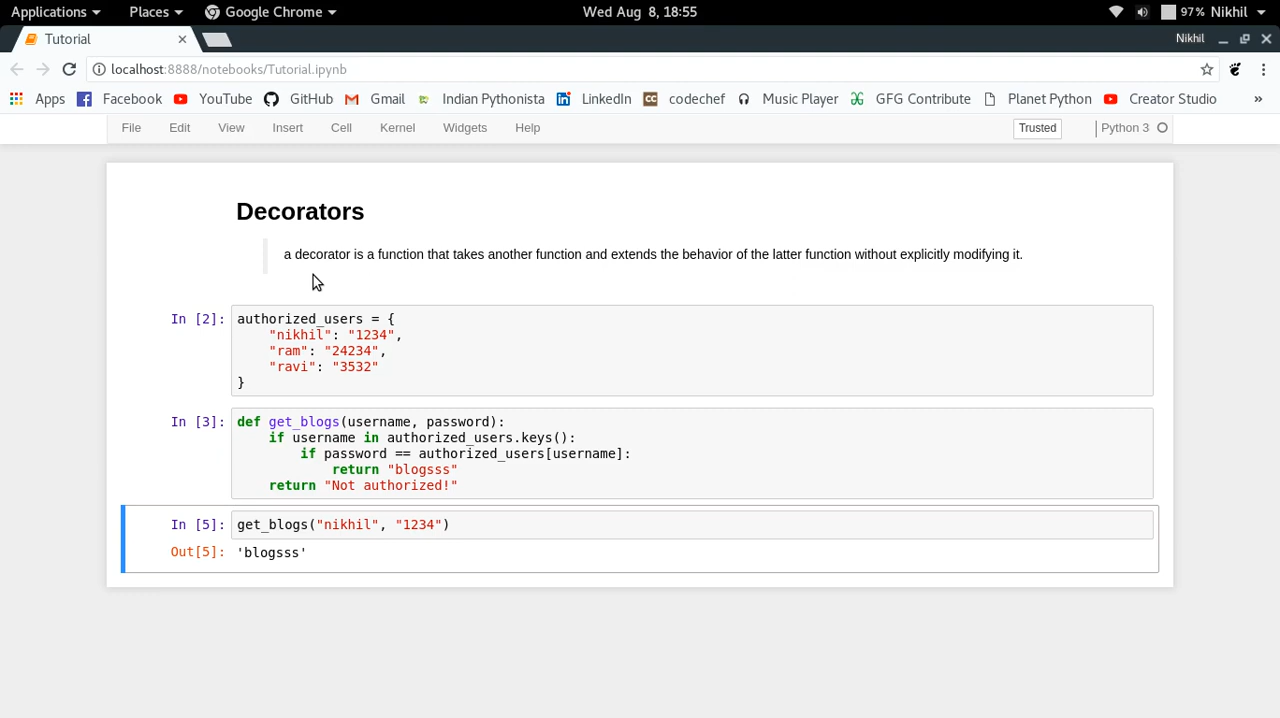 Applications Places Google Chrome Wed Aug 8, 18:55 97% Nikhil
Tutorial Nikhil
localhost:8888/notebooks/Tutorial.ipynb
Apps Facebook YouTube GitHub Gmail Indian Pythonista LinkedIn CC codechef Music Player GFG Contribute Planet Python Creator Studio »
File Edit View Insert Cell Kernel Widgets Help Trusted Python 3
Decorators
a decorator is a function that takes another function and extends the behavior of the latter function without explicitly modifying it.
In [2]: authorized_users = {
"nikhil": "1234",
"ram": "24234",
"ravi": "3532"
}
In [3]: def get_blogs(username, password):
if username in authorized_users.keys():
if password == authorized_users[username]:
return "blogsss"
return "Not authorized!"
In [5]: get_blogs("nikhil", "1234")
Out[5]: 'blogsss'